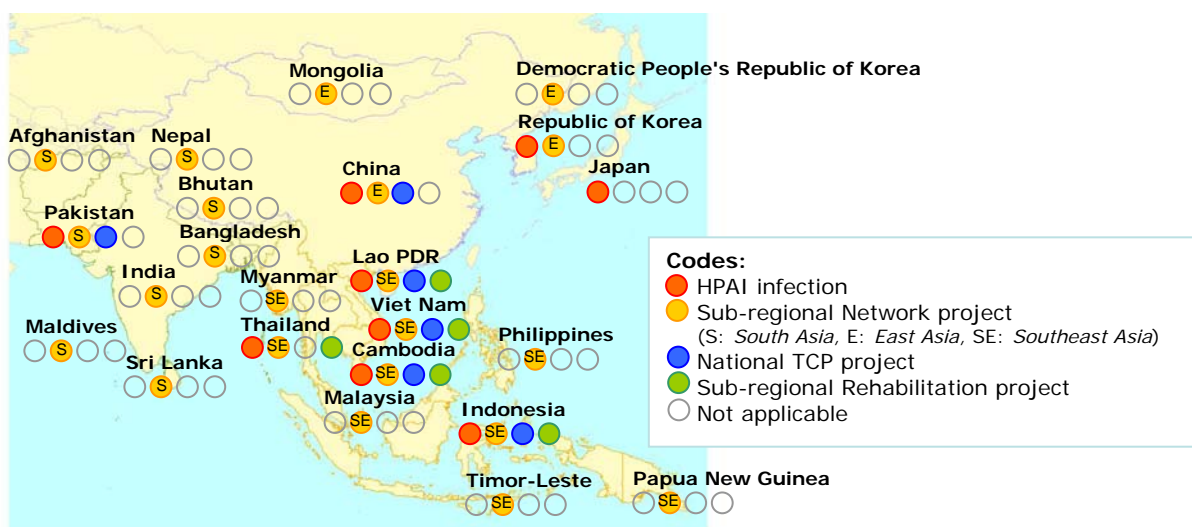 Mongolia
E
Democratic People's Republic of Korea
E
Republic of Korea
E
Afghanistan
S
Nepal
S
China
E
Japan
Bhutan
S
Pakistan
S
Bangladesh
S
India
S
Myanmar
SE
Lao PDR
SE
Viet Nam
SE
Maldives
S
Thailand
SE
Philippines
SE
Cambodia
SE
Sri Lanka
S
Malaysia
SE
Indonesia
SE
Timor-Leste
SE
Papua New Guinea
SE
Codes:
HPAI infection
Sub-regional Network project
(S: South Asia, E: East Asia, SE: Southeast Asia)
National TCP project
Sub-regional Rehabilitation project
Not applicable